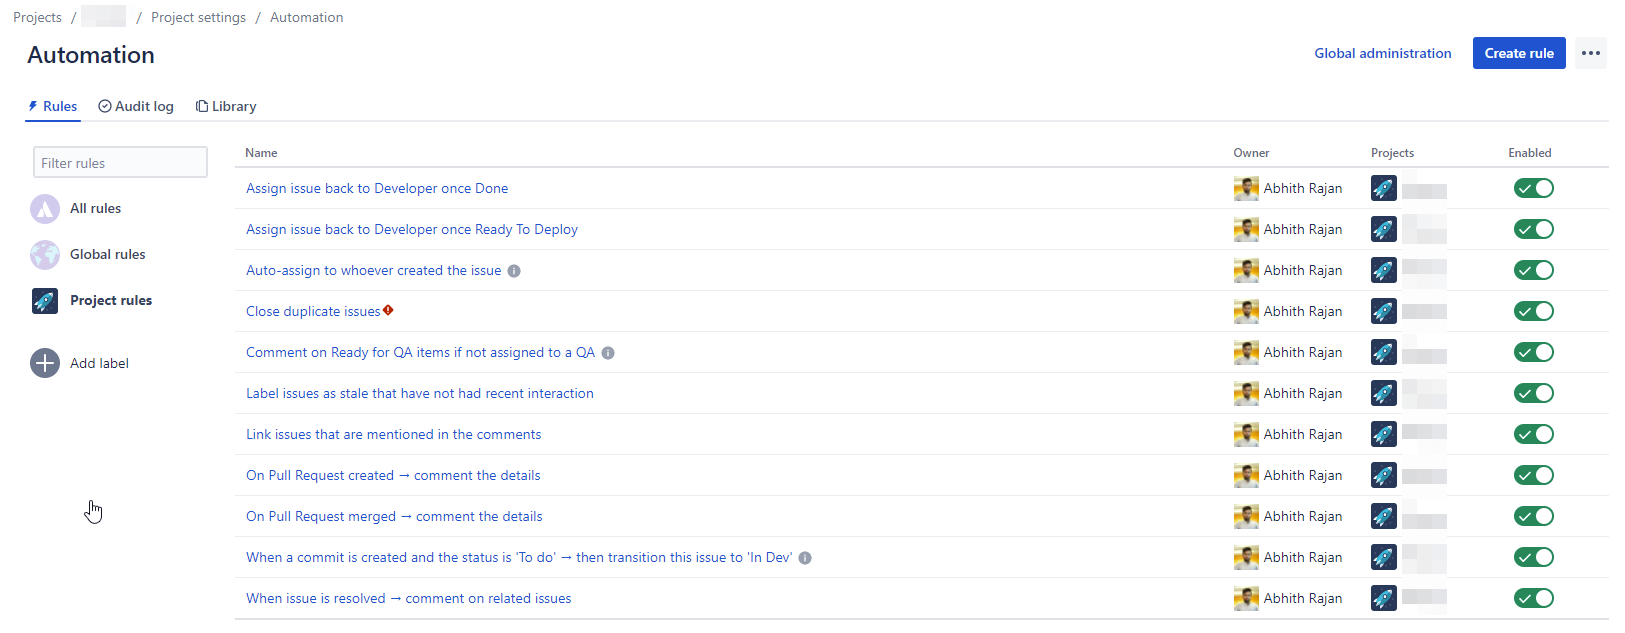 Projects / / Project settings / Automation
Automation
Global administration
Create rule
Rules
Audit log
Library
Filter rules
All rules
Global rules
Project rules
Add label
Name Owner Projects Enabled
Assign issue back to Developer once Done Abhith Rajan
Assign issue back to Developer once Ready To Deploy Abhith Rajan
Auto-assign to whoever created the issue Abhith Rajan
Close duplicate issues Abhith Rajan
Comment on Ready for QA items if not assigned to a QA Abhith Rajan
Label issues as stale that have not had recent interaction Abhith Rajan
Link issues that are mentioned in the comments Abhith Rajan
On Pull Request created → comment the details Abhith Rajan
On Pull Request merged → comment the details Abhith Rajan
When a commit is created and the status is 'To do' → then transition this issue to 'In Dev' Abhith Rajan
When issue is resolved → comment on related issues Abhith Rajan